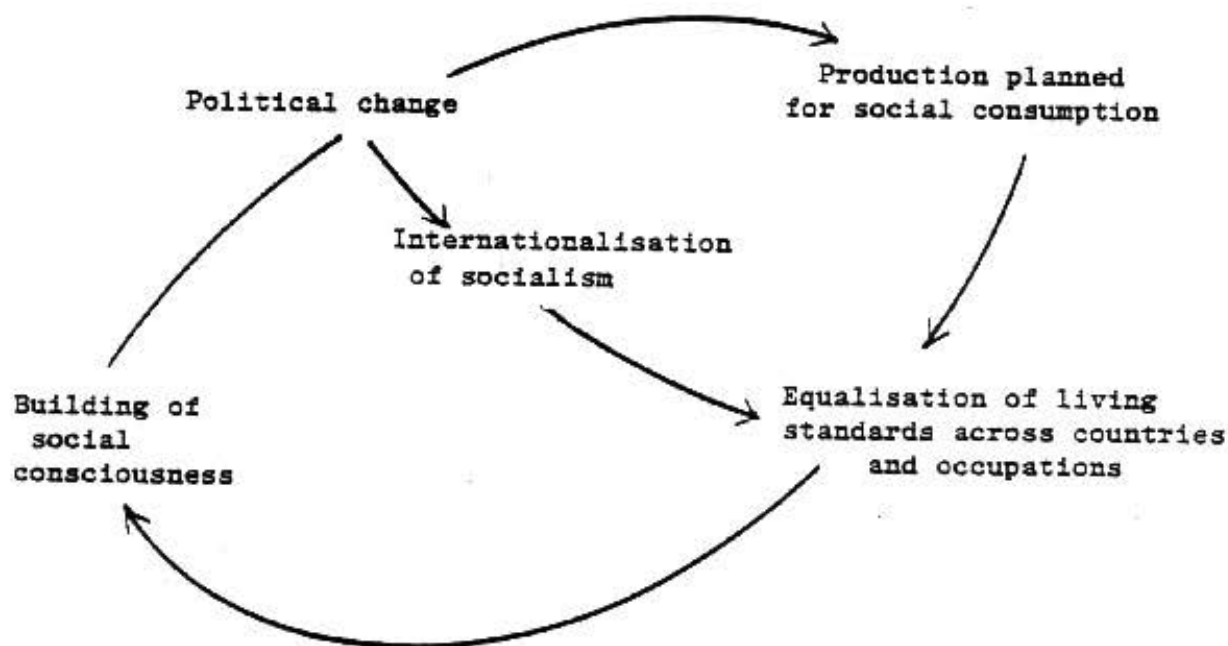 Political change
Production planned
for social consumption
Internationalisation
of socialism
Building of
social
consciousness
Equalisation of living
standards across countries
and occupations